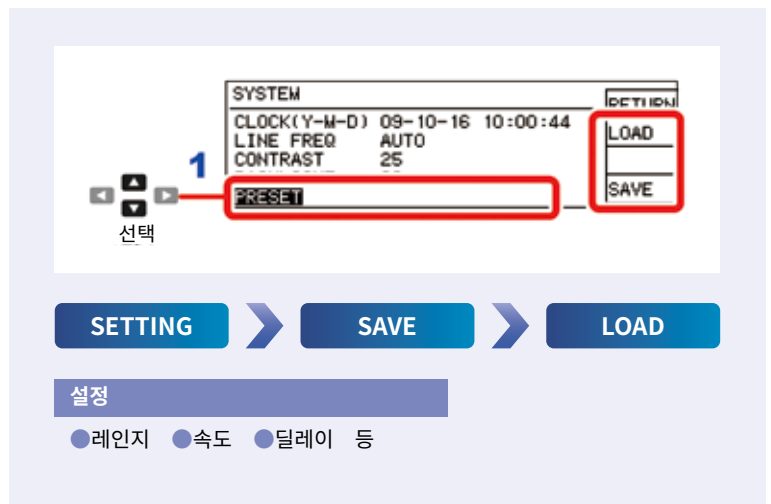 SYSTEM
RETURN
CLOCK(Y-M-D) 09-10-16 10:00:44
LOAD
LINE FREQ AUTO
CONTRAST 25
1
PRESET
SAVE
선택
SETTING SAVE LOAD
설정
●레인지 ●속도 ●딜레이 등